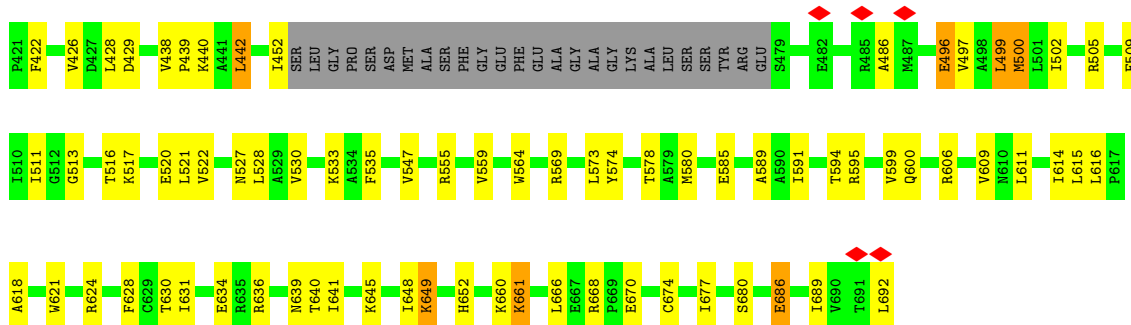 P421 F422 V426 D427 L428 D429 V438 P439 K440 A441 L442 I452 SER LEU GLY PRO SER ASP MET ALA SER PHE GLY GLU PHE GLU ALA GLY ALA GLY LYS ALA LEU SER SER TYR ARG GLU S479 E482 R485 A486 M487 E496 V497 A498 L499 M500 L501 I502 R505
I510 I511 G512 G513 T516 K517 E520 L521 V522 N527 L528 A529 V530 K533 A534 F535 V547 R555 V559 W564 R569 L573 Y574 T578 A579 M580 E585 A589 A590 I591 T594 R595 V599 Q600 R606 V609 N610 L611 I614 L615 L616 P617
A618 W621 R624 F628 C629 T630 I631 E634 R635 R636 N639 T640 I641 K645 I648 K649 H652 K660 K661 L666 E667 R668 P669 E670 C674 I677 S680 E686 I689 V690 T691 L692